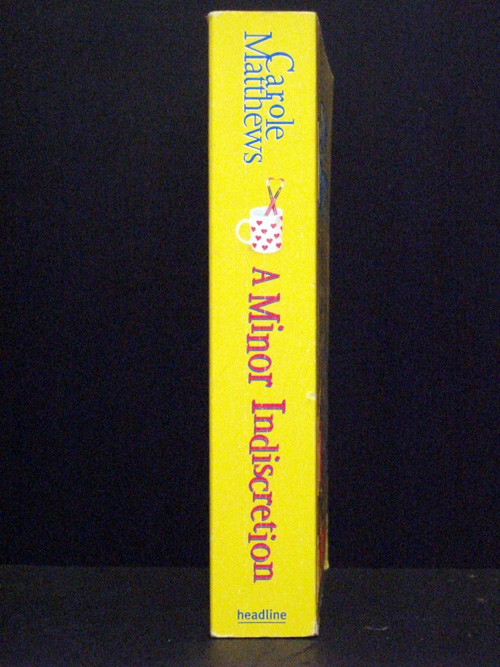 Carole
Matthews
A Minor Indiscretion
headline